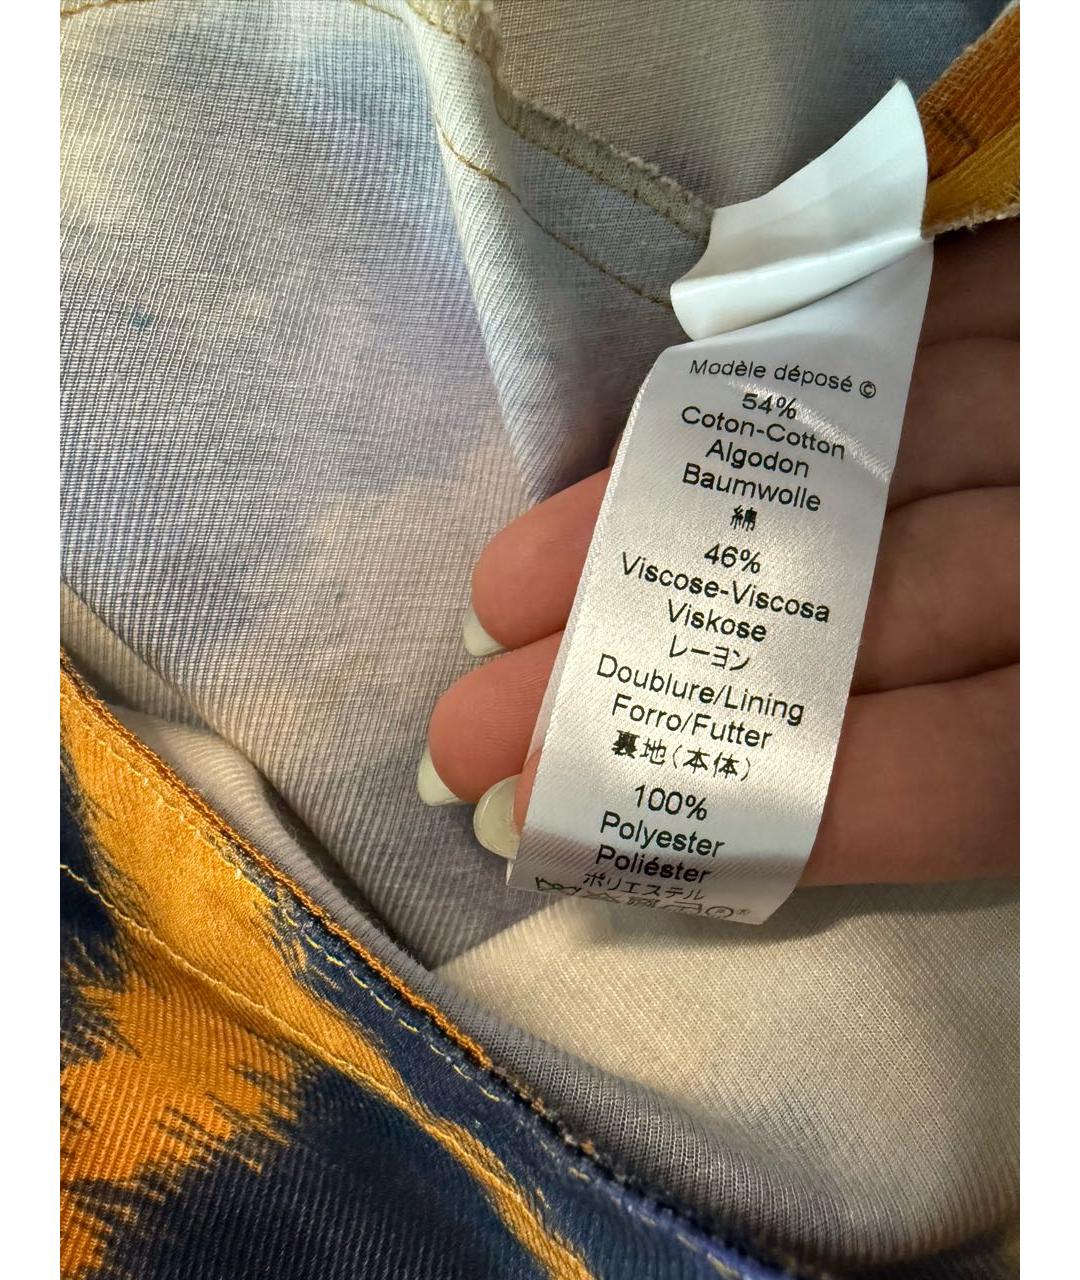 Modèle déposé ©
54%
Coton-Cotton
Algodon
Baumwolle
綿
46%
Viscose-Viscosa
Viskose
レーヨン
Doublure/Lining
Forro/Futter
裏地(本体)
100%
Polyester
Poliéster
ポリエステル